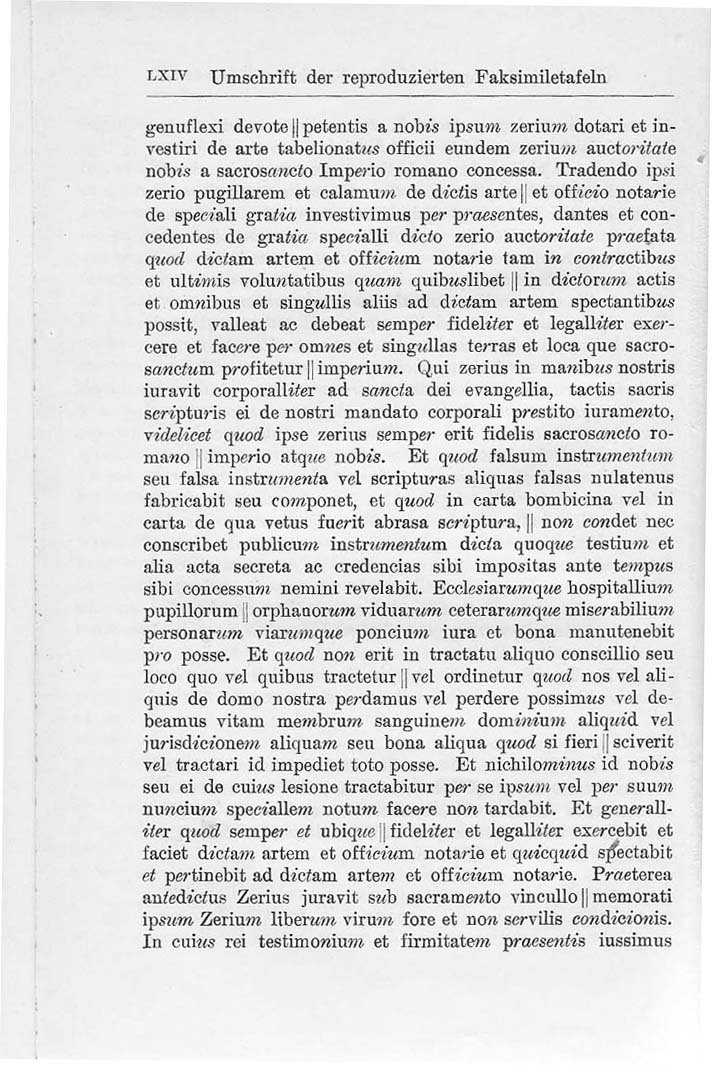 LXIV Umschrift der reproduzierten Faksimiletafeln
genuflexi devote || petentis a nobis ipsum zerium dotari et in-
vestiri de arte tabelionatus officii eundem zerium auctoritate
nobis a sacrosancto Imperio romano concessa. Tradendo ipsi
zerio pugillarem et calamum de dictis arte || et officio notarie
de speciali gratia investivimus per praesentes, dantes et con-
cedentes de gratia specialli dicto zerio auctoritate praefata
quod dictam artem et officium notarie tam in contractibus
et ultimis voluntatibus quam quibuslibet || in dictorum actis
et omnibus et singullis aliis ad dictam artem spectantibus
possit, valleat ac debeat semper fideliter et legalliter exer-
cere et facere per omnes et singullas terras et loca que sacro-
sanctum profitetur || imperium. Qui zerius in manibus nostris
iuravit corporalliter ad sancta dei evangellia, tactis sacris
scripturis ei de nostri mandato corporali prestito iuramento,
videlicet quod ipse zerius semper erit fidelis sacrosancto ro-
mano || imperio atque nobis. Et quod falsum instrumentum
seu falsa instrumenta vel scripturas aliquas falsas nulatenus
fabricabit seu componet, et quod in carta bombicina vel in
carta de qua vetus fuerit abrasa scriptura, || non condet nec
conscribet publicum instrumentum dicta quoque testium et
alia acta secreta ac credencias sibi impositas ante tempus
sibi concessum nemini revelabit. Ecclesiarumque hospitallium
pupillorum || orphanorum viduarum ceterarumque miserabilium
personarum viarumque poncium iura et bona manutenebit
pro posse. Et quod non erit in tractatu aliquo conscillio seu
loco quo vel quibus tractetur || vel ordinetur quod nos vel ali-
quis de domo nostra perdamus vel perdere possimus vel de-
beamus vitam membrum sanguinem dominium aliquid vel
jurisdicionem aliquam seu bona aliqua quod si fieri || sciverit
vel tractari id impediet toto posse. Et nichilominus id nobis
seu ei de cuius lesione tractabitur per se ipsum vel per suum
nuncium speciallem notum facere non tardabit. Et generall-
iter quod semper et ubique || fideliter et legalliter exercebit et
faciet dictam artem et officium notarie et quicquid spectabit
et pertinebit ad dictam artem et officium notarie. Praeterea
antedictus Zerius juravit sub sacramento vincullo || memorati
ipsum Zerium liberum virum fore et non servilis condicionis.
In cuius rei testimonium et firmitatem praesentis iussimus